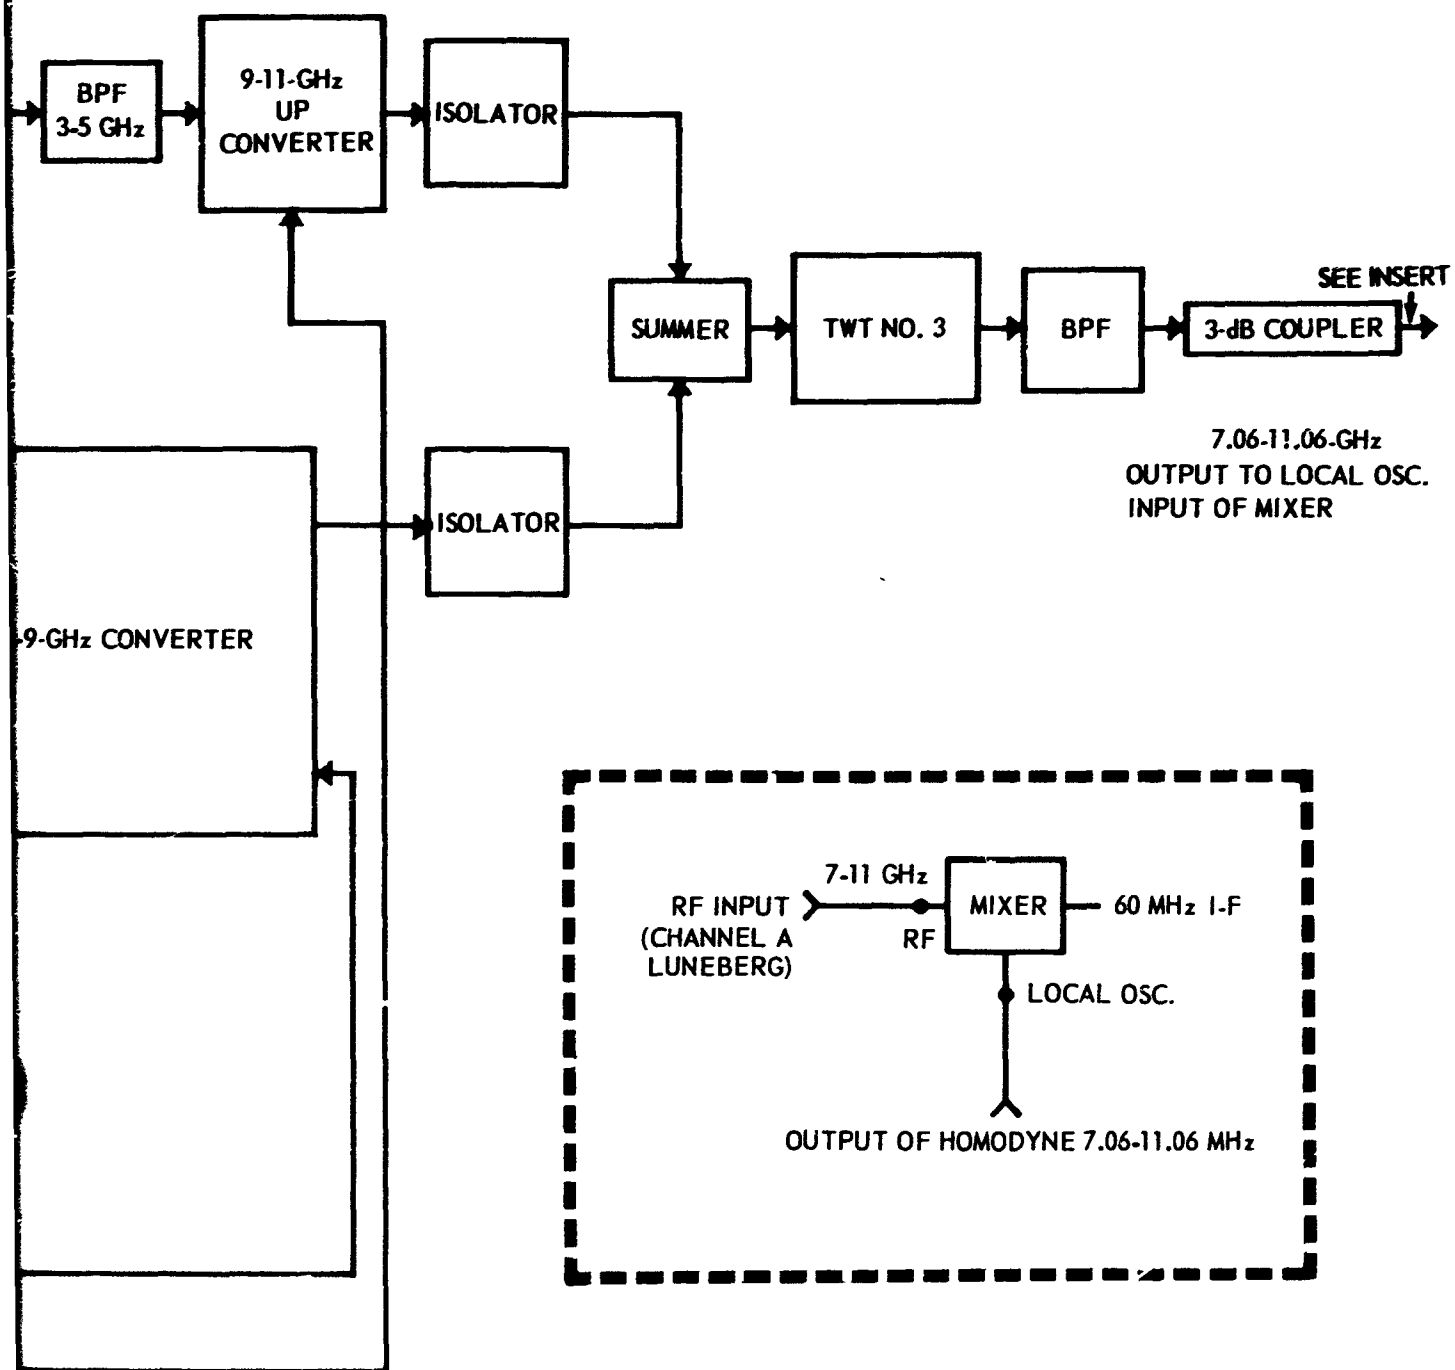 BPF
3-5 GHz
9-11-GHz
UP
CONVERTER
ISOLATOR
SUMMER
TWT NO. 3
BPF
3-dB COUPLER
SEE INSERT
7.06-11.06-GHz
OUTPUT TO LOCAL OSC.
INPUT OF MIXER
ISOLATOR
-9-GHz CONVERTER
7-11 GHz
RF INPUT
(CHANNEL A
LUNEBERG)
RF
MIXER
60 MHz I-F
LOCAL OSC.
OUTPUT OF HOMODYNE 7.06-11.06 MHz